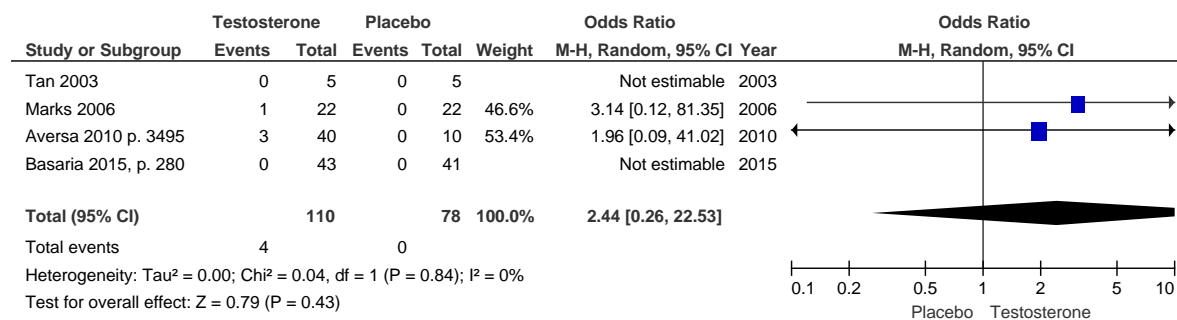 Testosterone Placebo Odds Ratio Odds Ratio
Study or Subgroup Events Total Events Total Weight M-H, Random, 95% CI Year M-H, Random, 95% CI
Tan 2003 0 5 0 5 Not estimable 2003
Marks 2006 1 22 0 22 46.6% 3.14 [0.12, 81.35] 2006
Aversa 2010 p. 3495 3 40 0 10 53.4% 1.96 [0.09, 41.02] 2010
Basaria 2015, p. 280 0 43 0 41 Not estimable 2015
Total (95% CI) 110 78 100.0% 2.44 [0.26, 22.53]
Total events 4 0
Heterogeneity: Tau² = 0.00; Chi² = 0.04, df = 1 (P = 0.84); I² = 0%
Test for overall effect: Z = 0.79 (P = 0.43)
0.1 0.2 0.5 1 2 5 10
Placebo Testosterone